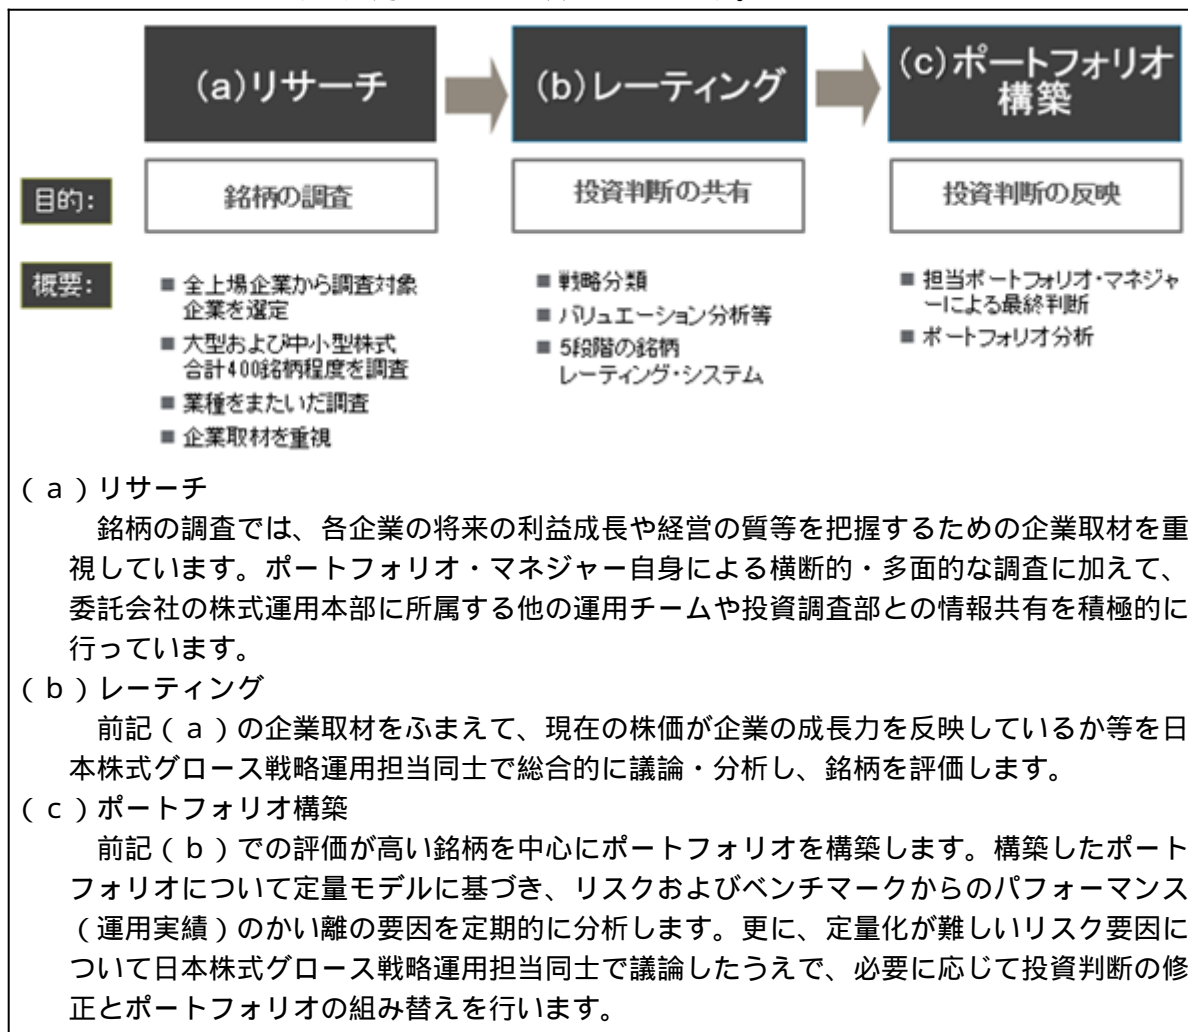 (a)リサーチ
(b)レーティング
(c)ポートフォリオ
構築
目的:
銘柄の調査
投資判断の共有
投資判断の反映
概要:
■ 全上場企業から調査対象
企業を選定
■ 大型および中小型株式
合計400銘柄程度を調査
■ 業種をまたいだ調査
■ 企業取材を重視
■ 戦略分類
■ バリュエーション分析等
■ 5段階の銘柄
レーティング・システム
■ 担当ポートフォリオ・マネジャ
ーによる最終判断
■ ポートフォリオ分析
(a)リサーチ
銘柄の調査では、各企業の将来の利益成長や経営の質等を把握するための企業取材を重
視しています。ポートフォリオ・マネジャー自身による横断的・多面的な調査に加えて、
委託会社の株式運用本部に所属する他の運用チームや投資調査部との情報共有を積極的に
行っています。
(b)レーティング
前記(a)の企業取材をふまえて、現在の株価が企業の成長力を反映しているか等を日
本株式グロース戦略運用担当同士で総合的に議論・分析し、銘柄を評価します。
(c)ポートフォリオ構築
前記(b)での評価が高い銘柄を中心にポートフォリオを構築します。構築したポート
フォリオについて定量モデルに基づき、リスクおよびベンチマークからのパフォーマンス
(運用実績)のかい離の要因を定期的に分析します。更に、定量化が難しいリスク要因に
ついて日本株式グロース戦略運用担当同士で議論したうえで、必要に応じて投資判断の修
正とポートフォリオの組み替えを行います。